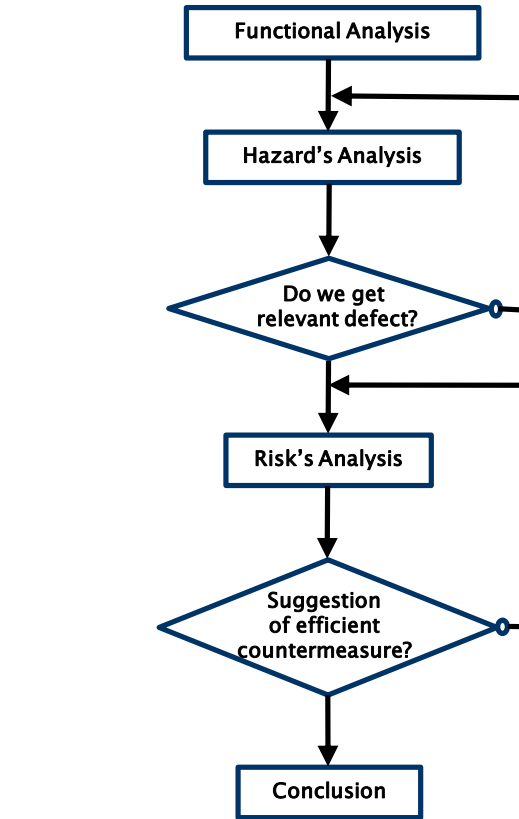 Functional Analysis
Hazard's Analysis
Do we get
relevant defect?
Risk's Analysis
Suggestion
of efficient
countermeasure?
Conclusion